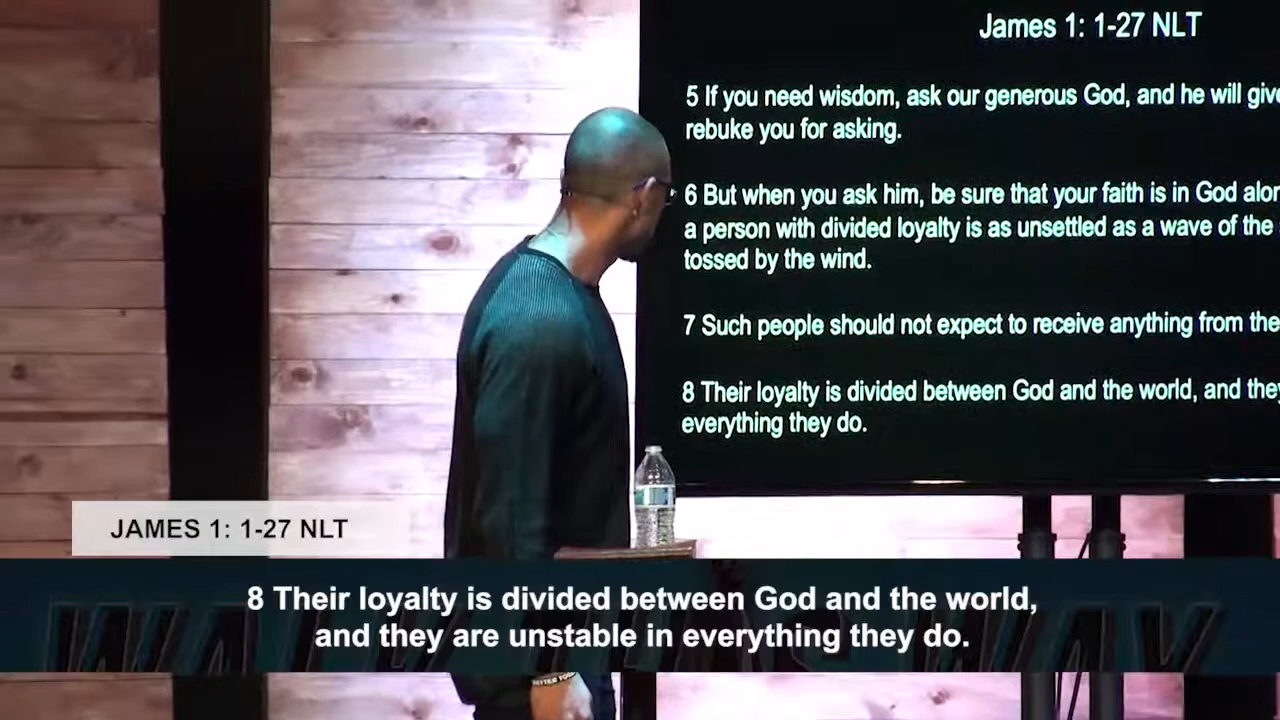 James 1: 1-27 NLT
5 If you need wisdom, ask our generous God, and he will give
rebuke you for asking.
6 But when you ask him, be sure that your faith is in God
a person with divided loyalty is as unsettled as a wave of the
tossed by the wind.
7 Such people should not expect to receive anything from the
8 Their loyalty is divided between God and the world, and they
everything they do.
JAMES 1: 1-27 NLT
8 Their loyalty is divided between God and the world,
and they are unstable in everything they do.
WALK THIS WAY